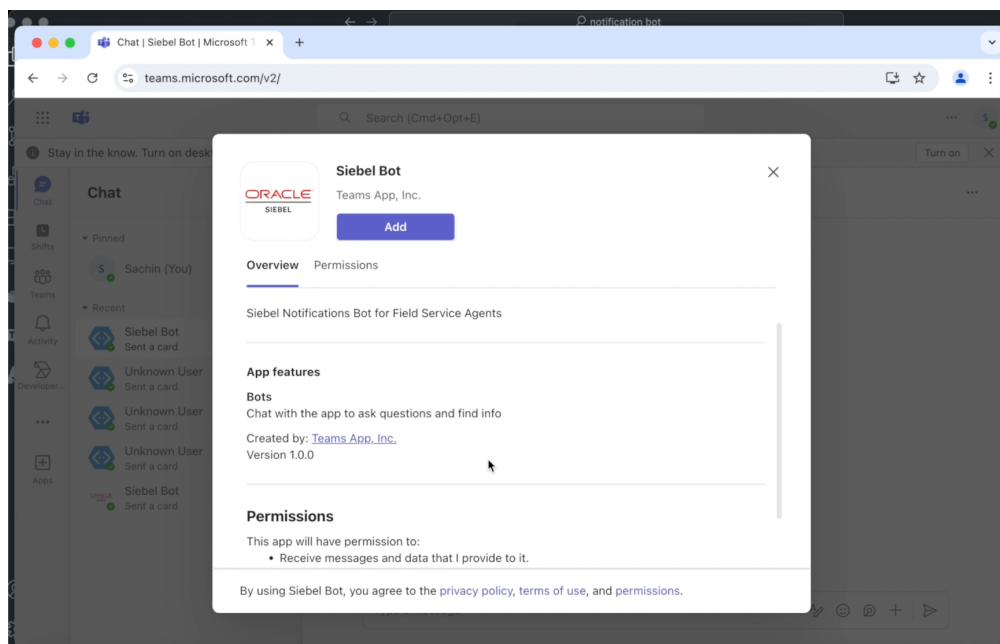 notification bot
Chat | Siebel Bot | Microsoft T
teams.microsoft.com/v2/
Search (Cmd+Opt+E)
S
Stay in the know. Turn on desk
Turn on
Chat
Shifts
Teams
Activity
Developer...
Apps
Chat
Pinned
S
Sachin (You)
Recent
Siebel Bot
Sent a card
Unknown User
Sent a card
Unknown User
Sent a card
Unknown User
Sent a card
ORACLE
Siebel Bot
Sent a card
ORACLE
SIEBEL
Siebel Bot
Teams App, Inc.
Add
Overview Permissions
Siebel Notifications Bot for Field Service Agents
App features
Bots
Chat with the app to ask questions and find info
Created by: Teams App, Inc.
Version 1.0.0
Permissions
This app will have permission to:
• Receive messages and data that I provide to it.
By using Siebel Bot, you agree to the privacy policy, terms of use, and permissions.